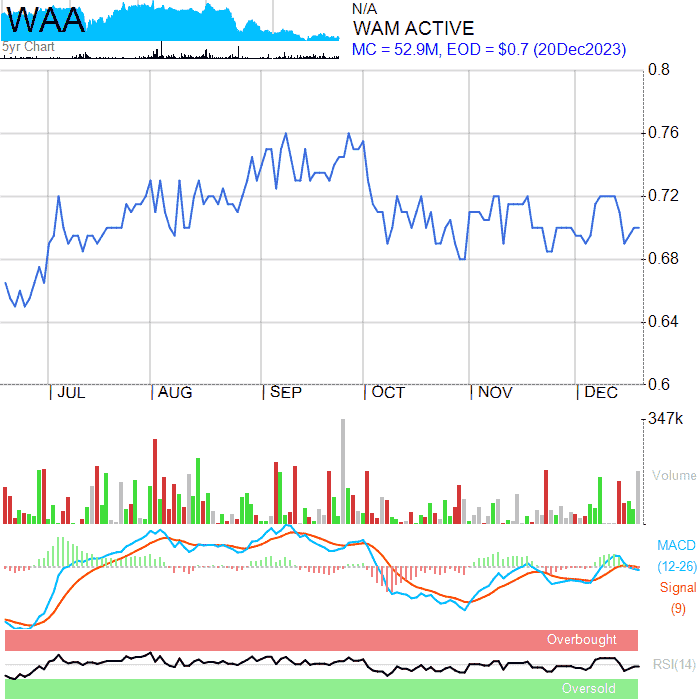 WAA
5yr Chart
N/A
WAM ACTIVE
MC = 52.9M, EOD = $0.7 (20Dec2023)
0.8
0.76
0.72
0.68
0.64
0.6
JUL AUG SEP OCT NOV DEC
347k
Volume
MACD
(12-26)
Signal
(9)
Overbought
RSI(14)
Oversold